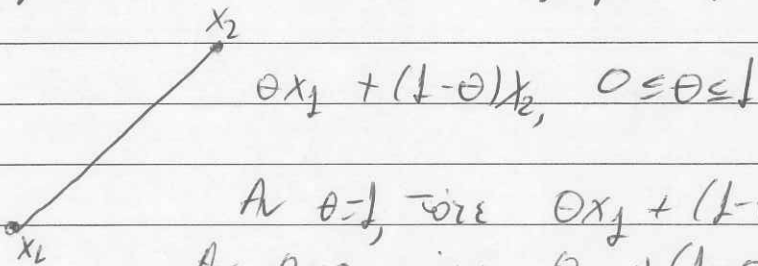 x₂
θx₁ + (1-θ)x₂, 0 ≤ θ ≤ 1
Αν θ=1, τότε θx₁ + (1-
x₁